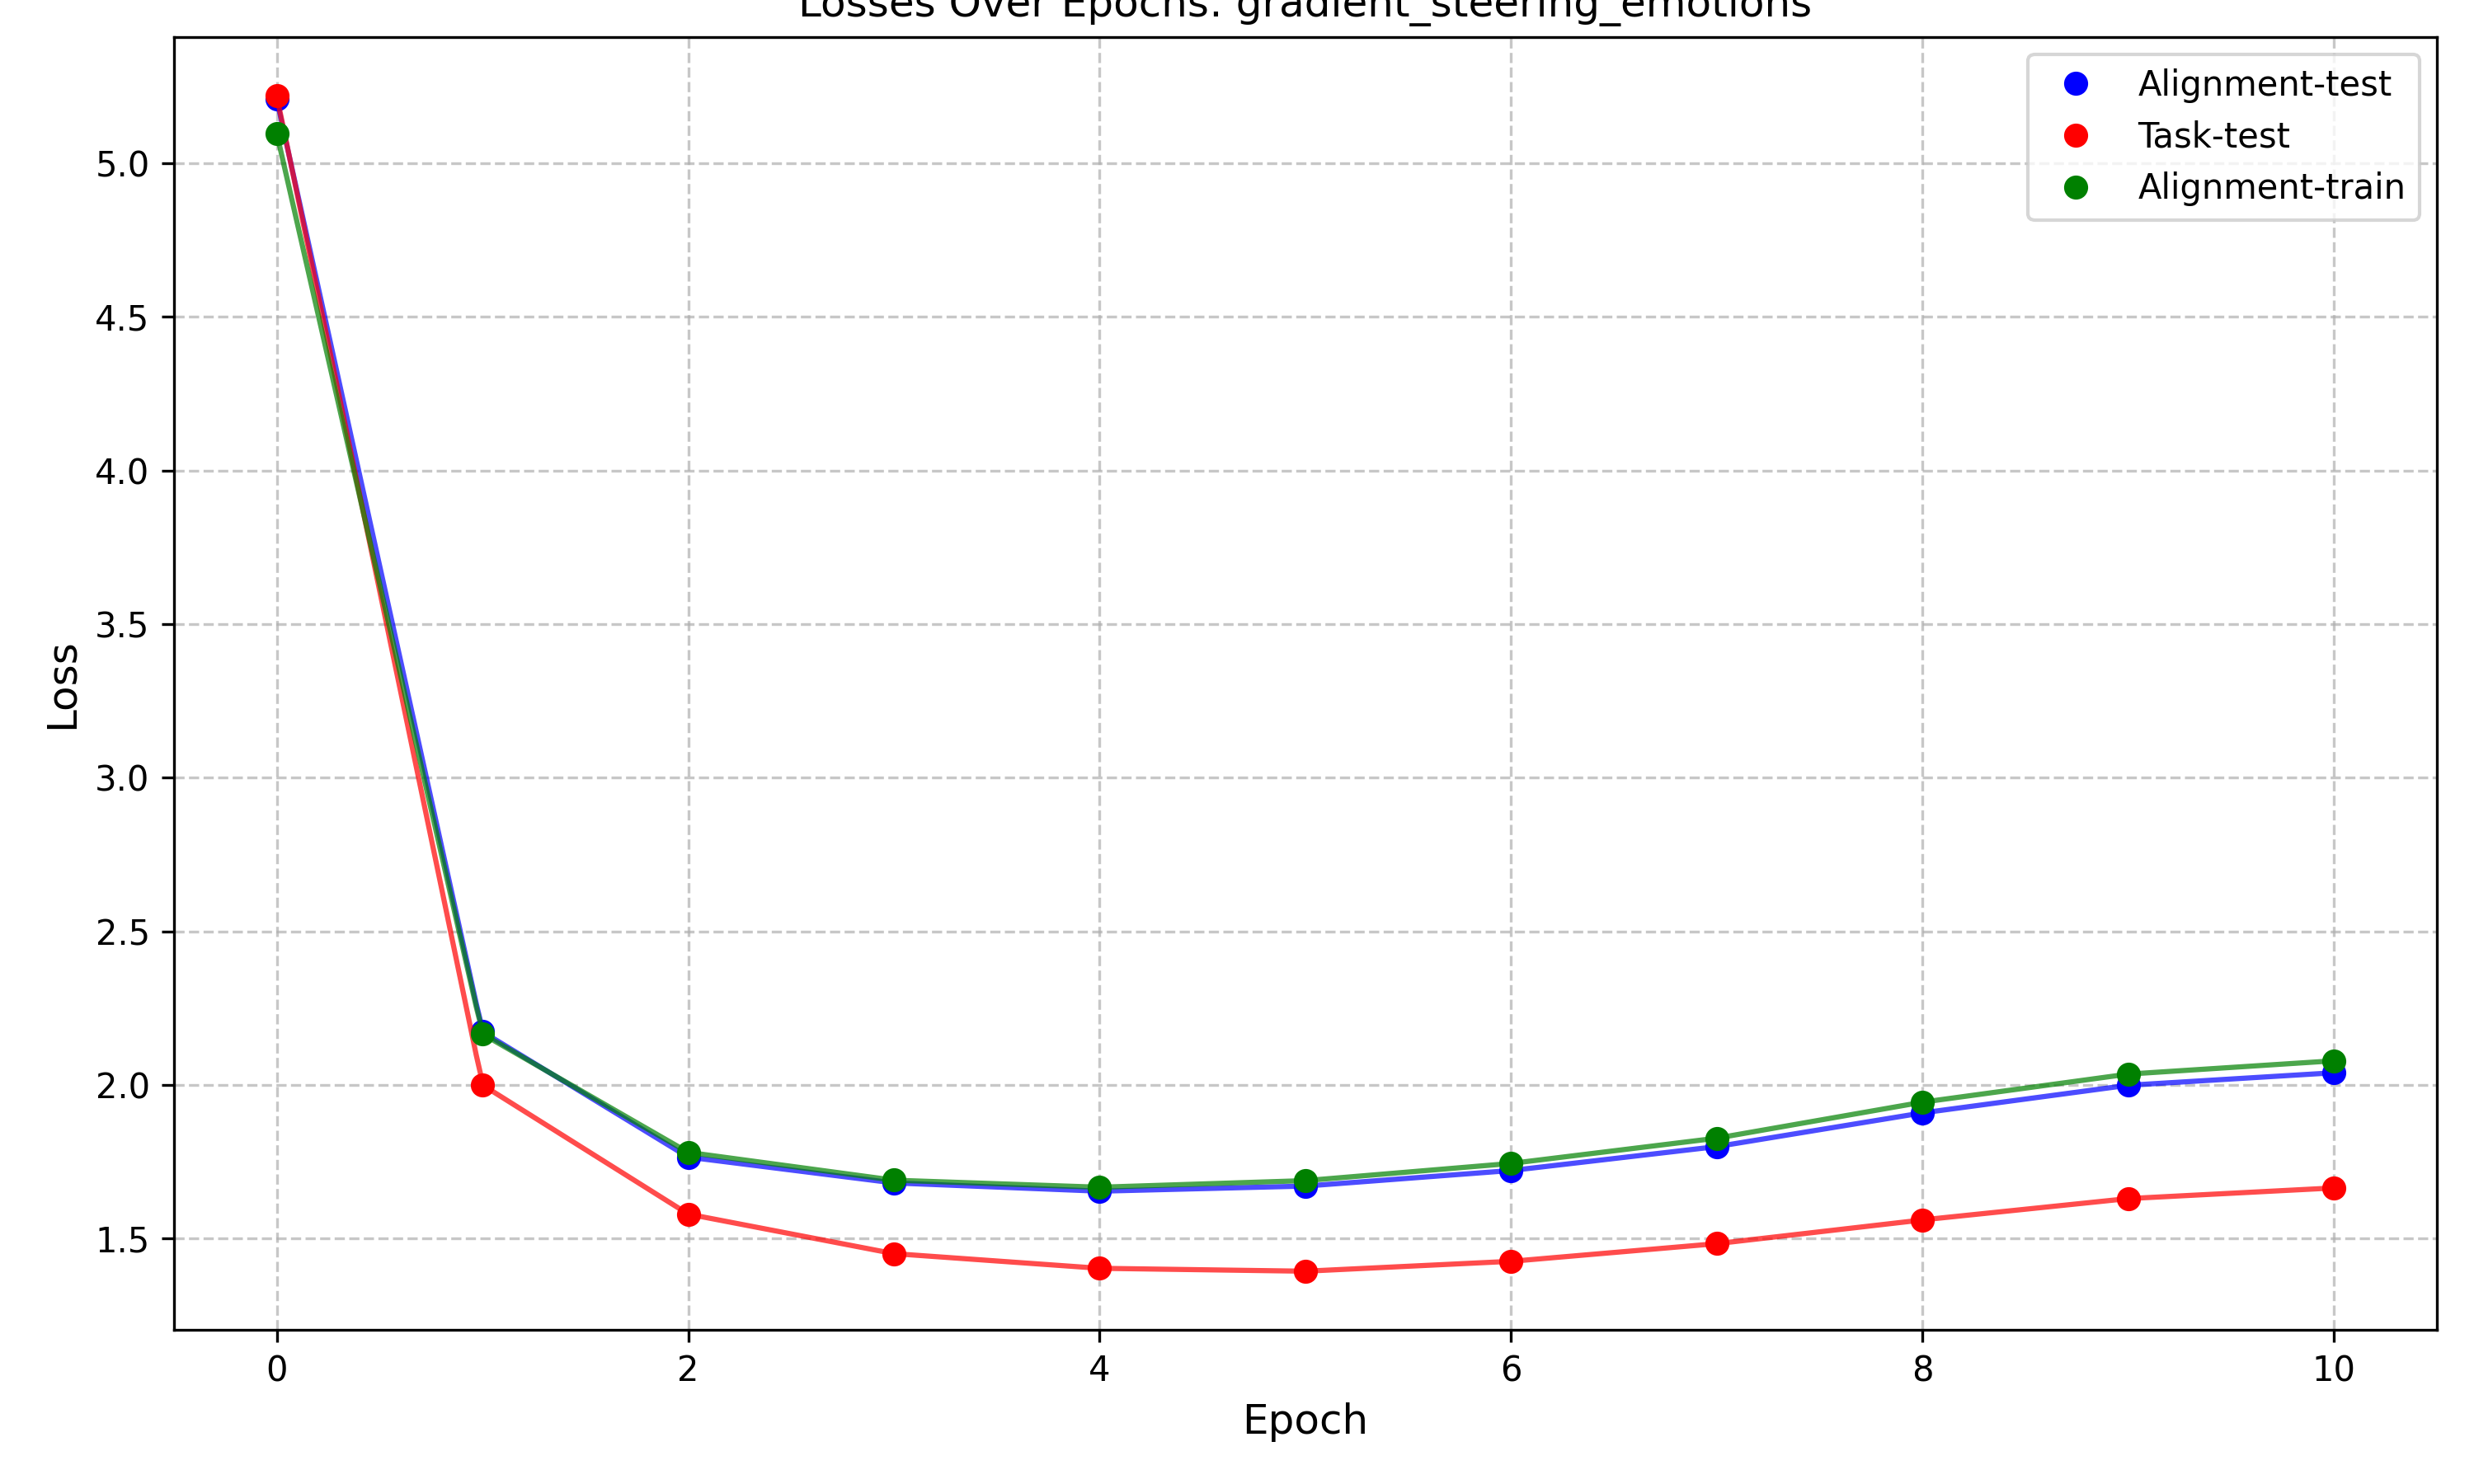 Losses Over Epochs: gradient_steering_emotions
Alignment-test
Task-test
Alignment-train
5.0
4.5
4.0
3.5
3.0
2.5
2.0
1.5
Loss
0 2 4 6 8 10
Epoch